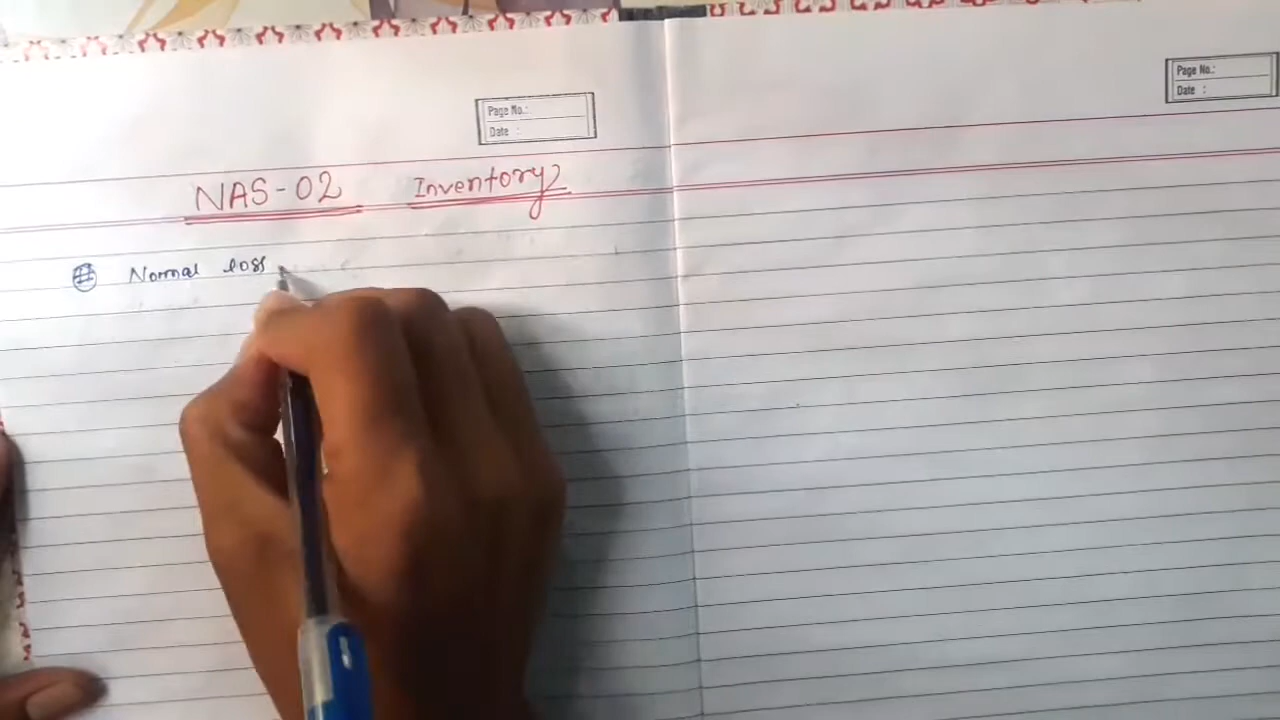 Page No.:
Date :
Page No.:
Date :
NAS-02 Inventory
Normal loss